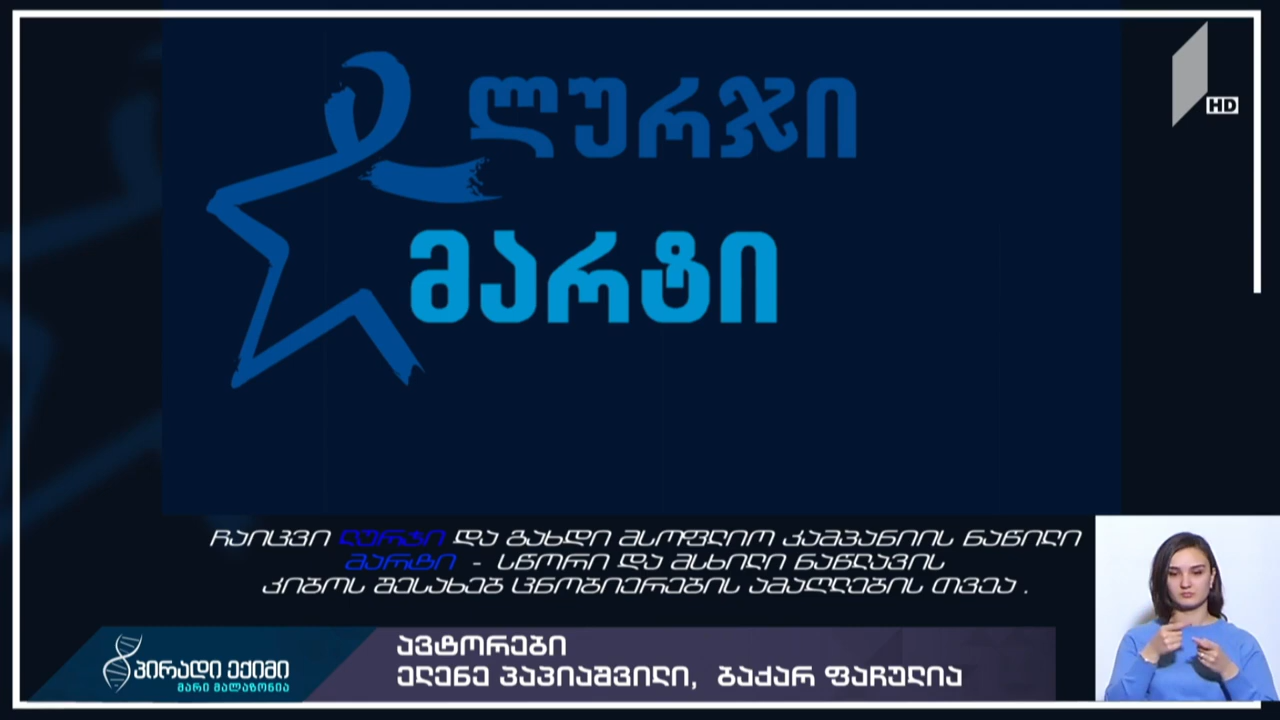 ლურჯი
HD
მარტი
ჩაიცვი ლურჯი და გახდი მსოფლიო კამპანიის ნაწილი
მარტი - სწორი და მსხვილი ნაწლავის
კიბოს შესახებ ცნობიერების ამაღლების თვეა .
ავტორები
ელენე პაპიაშვილი, ბაქარ ფაჩულია
პირადი ექიმი
მარი მალაზონია